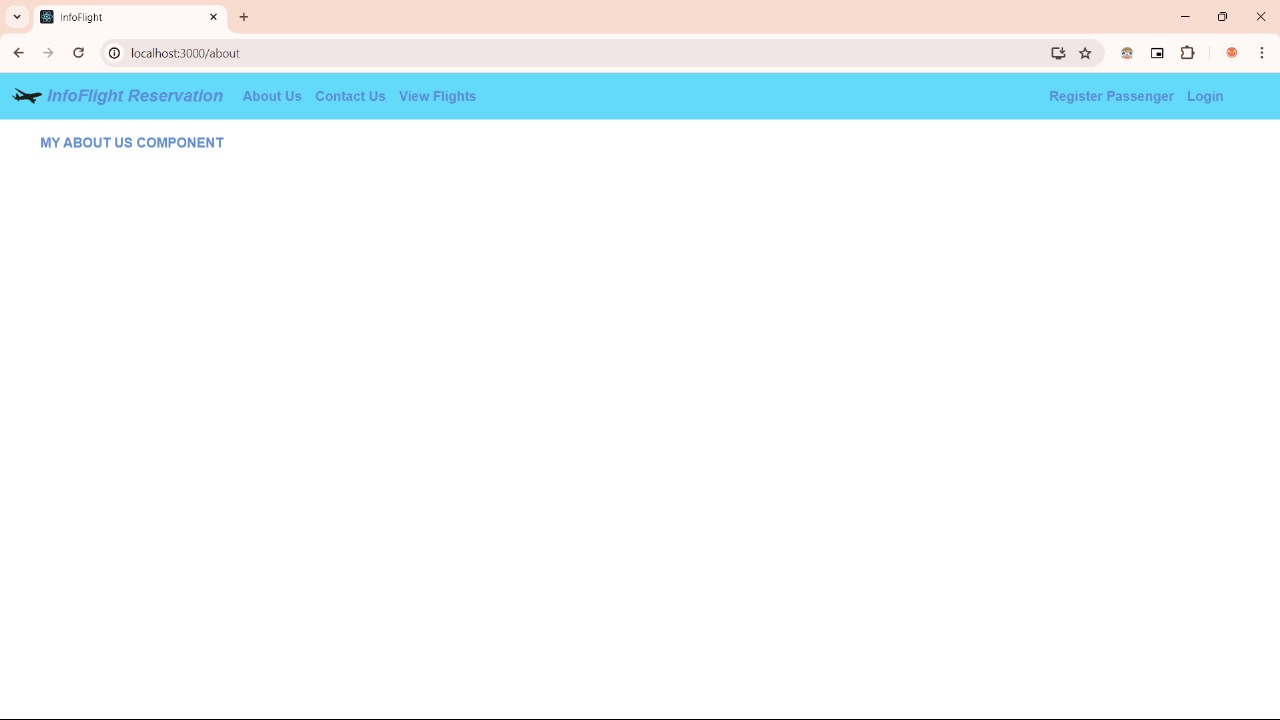 InfoFlight
localhost:3000/about
InfoFlight Reservation About Us Contact Us View Flights Register Passenger Login
MY ABOUT US COMPONENT